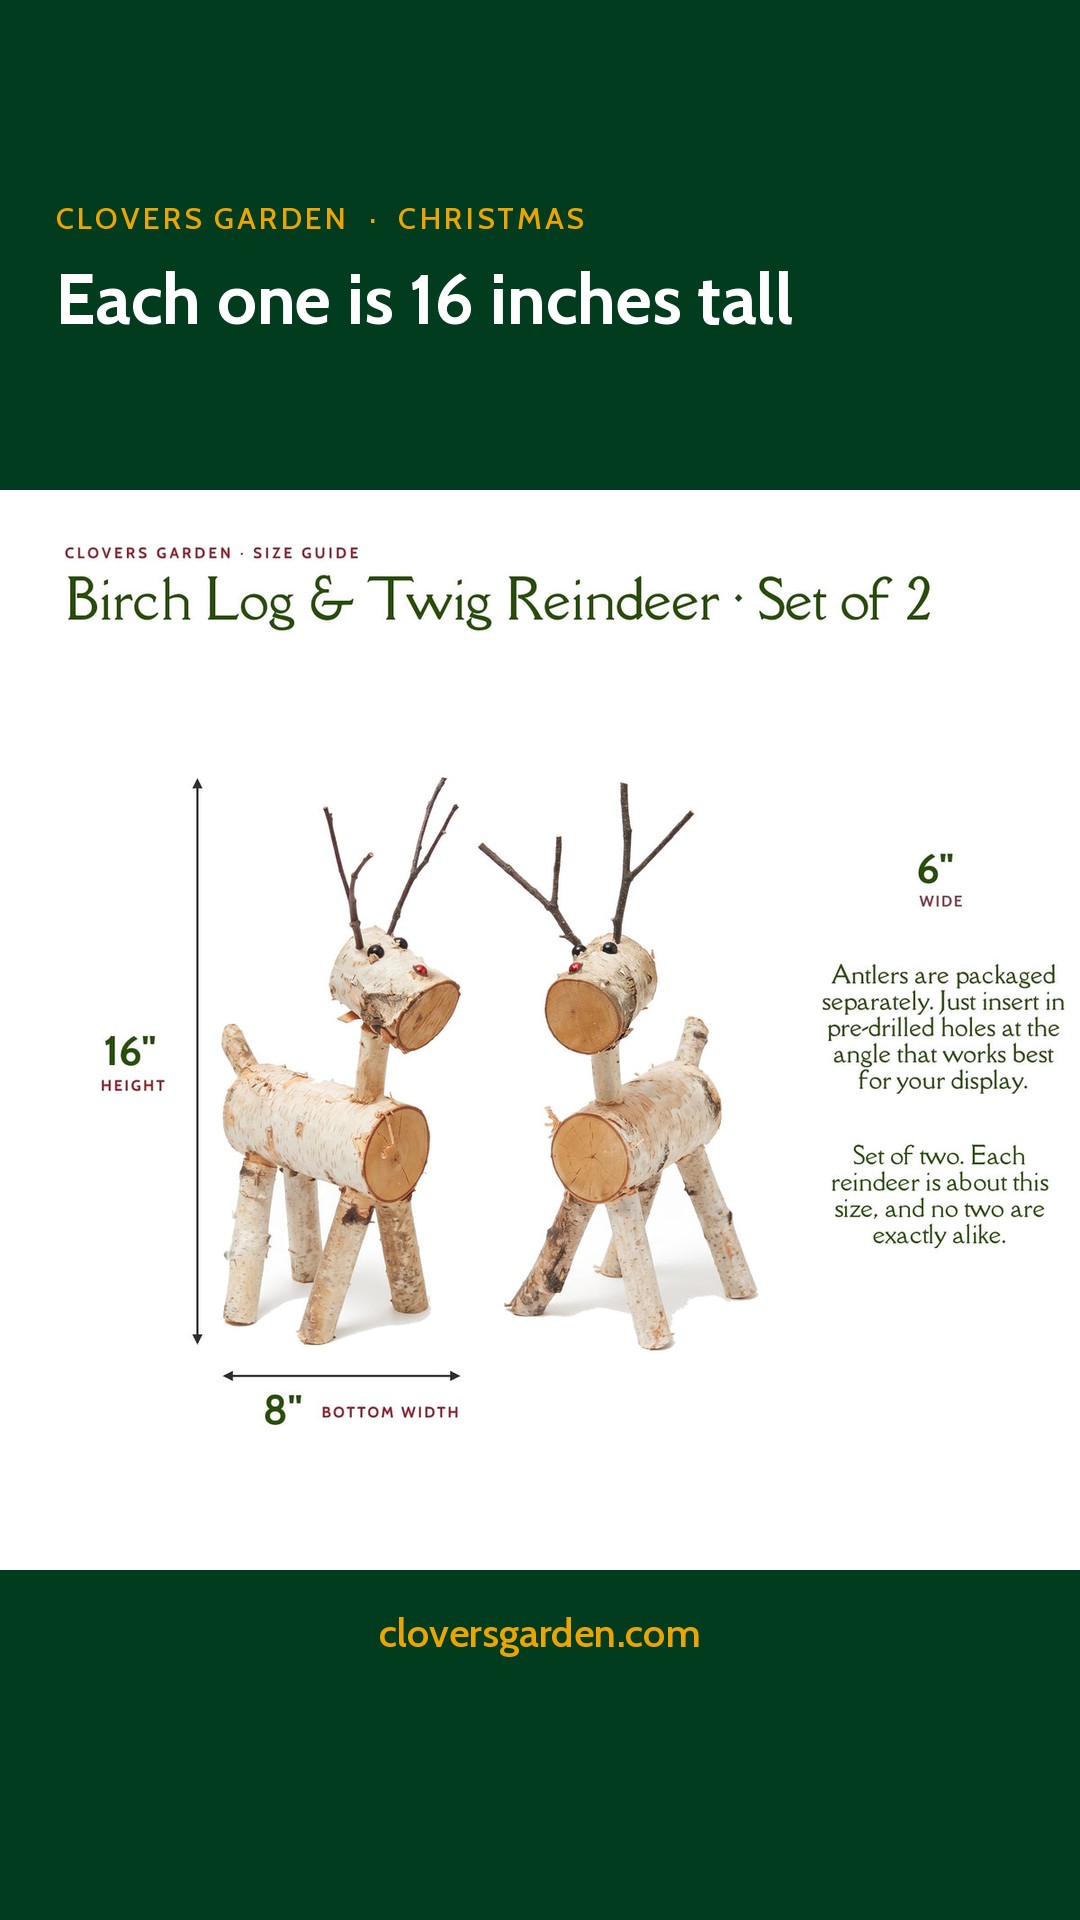 CLOVERS GARDEN · CHRISTMAS
Each one is 16 inches tall
CLOVERS GARDEN · SIZE GUIDE
Birch Log & Twig Reindeer · Set of 2
16"
HEIGHT
8" BOTTOM WIDTH
6"
WIDE
Antlers are packaged
separately. Just insert in
pre-drilled holes at the
angle that works best
for your display.
Set of two. Each
reindeer is about this
size, and no two are
exactly alike.
cloversgarden.com